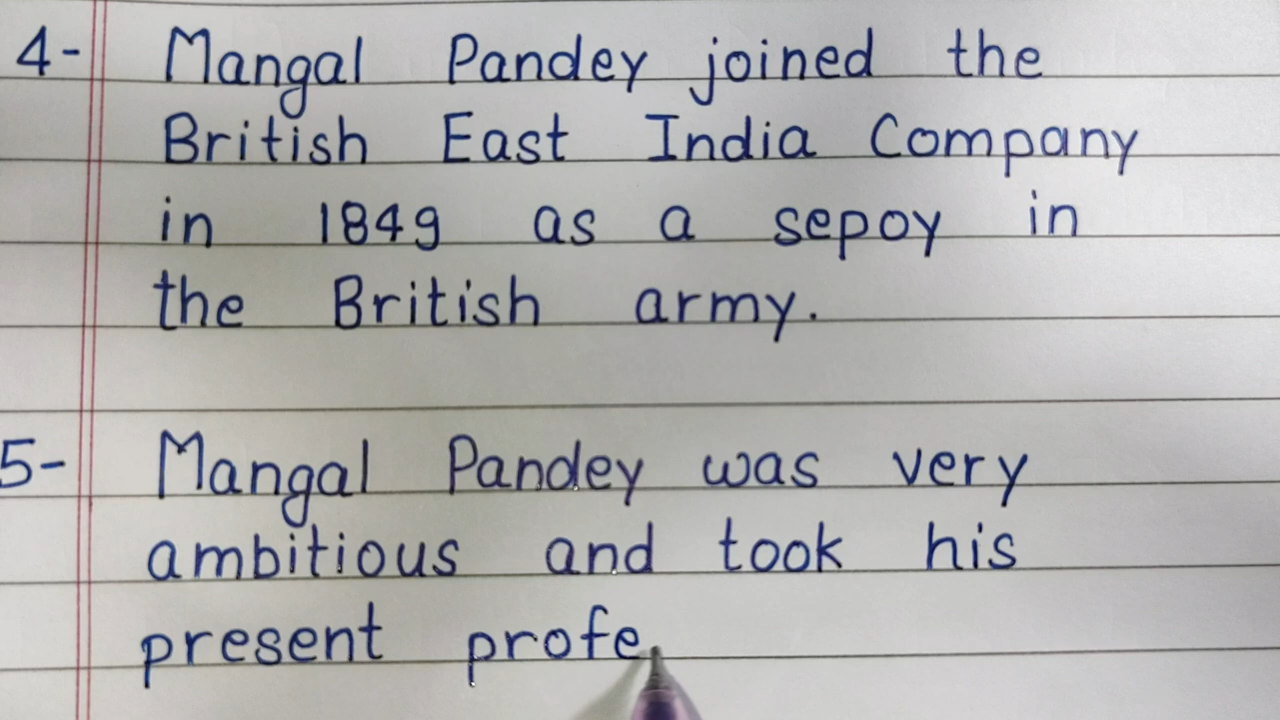 4- Mangal Pandey joined the
British East India Company
in 1849 as a sepoy in
the British army.
5- Mangal Pandey was very
ambitious and took his
present profe